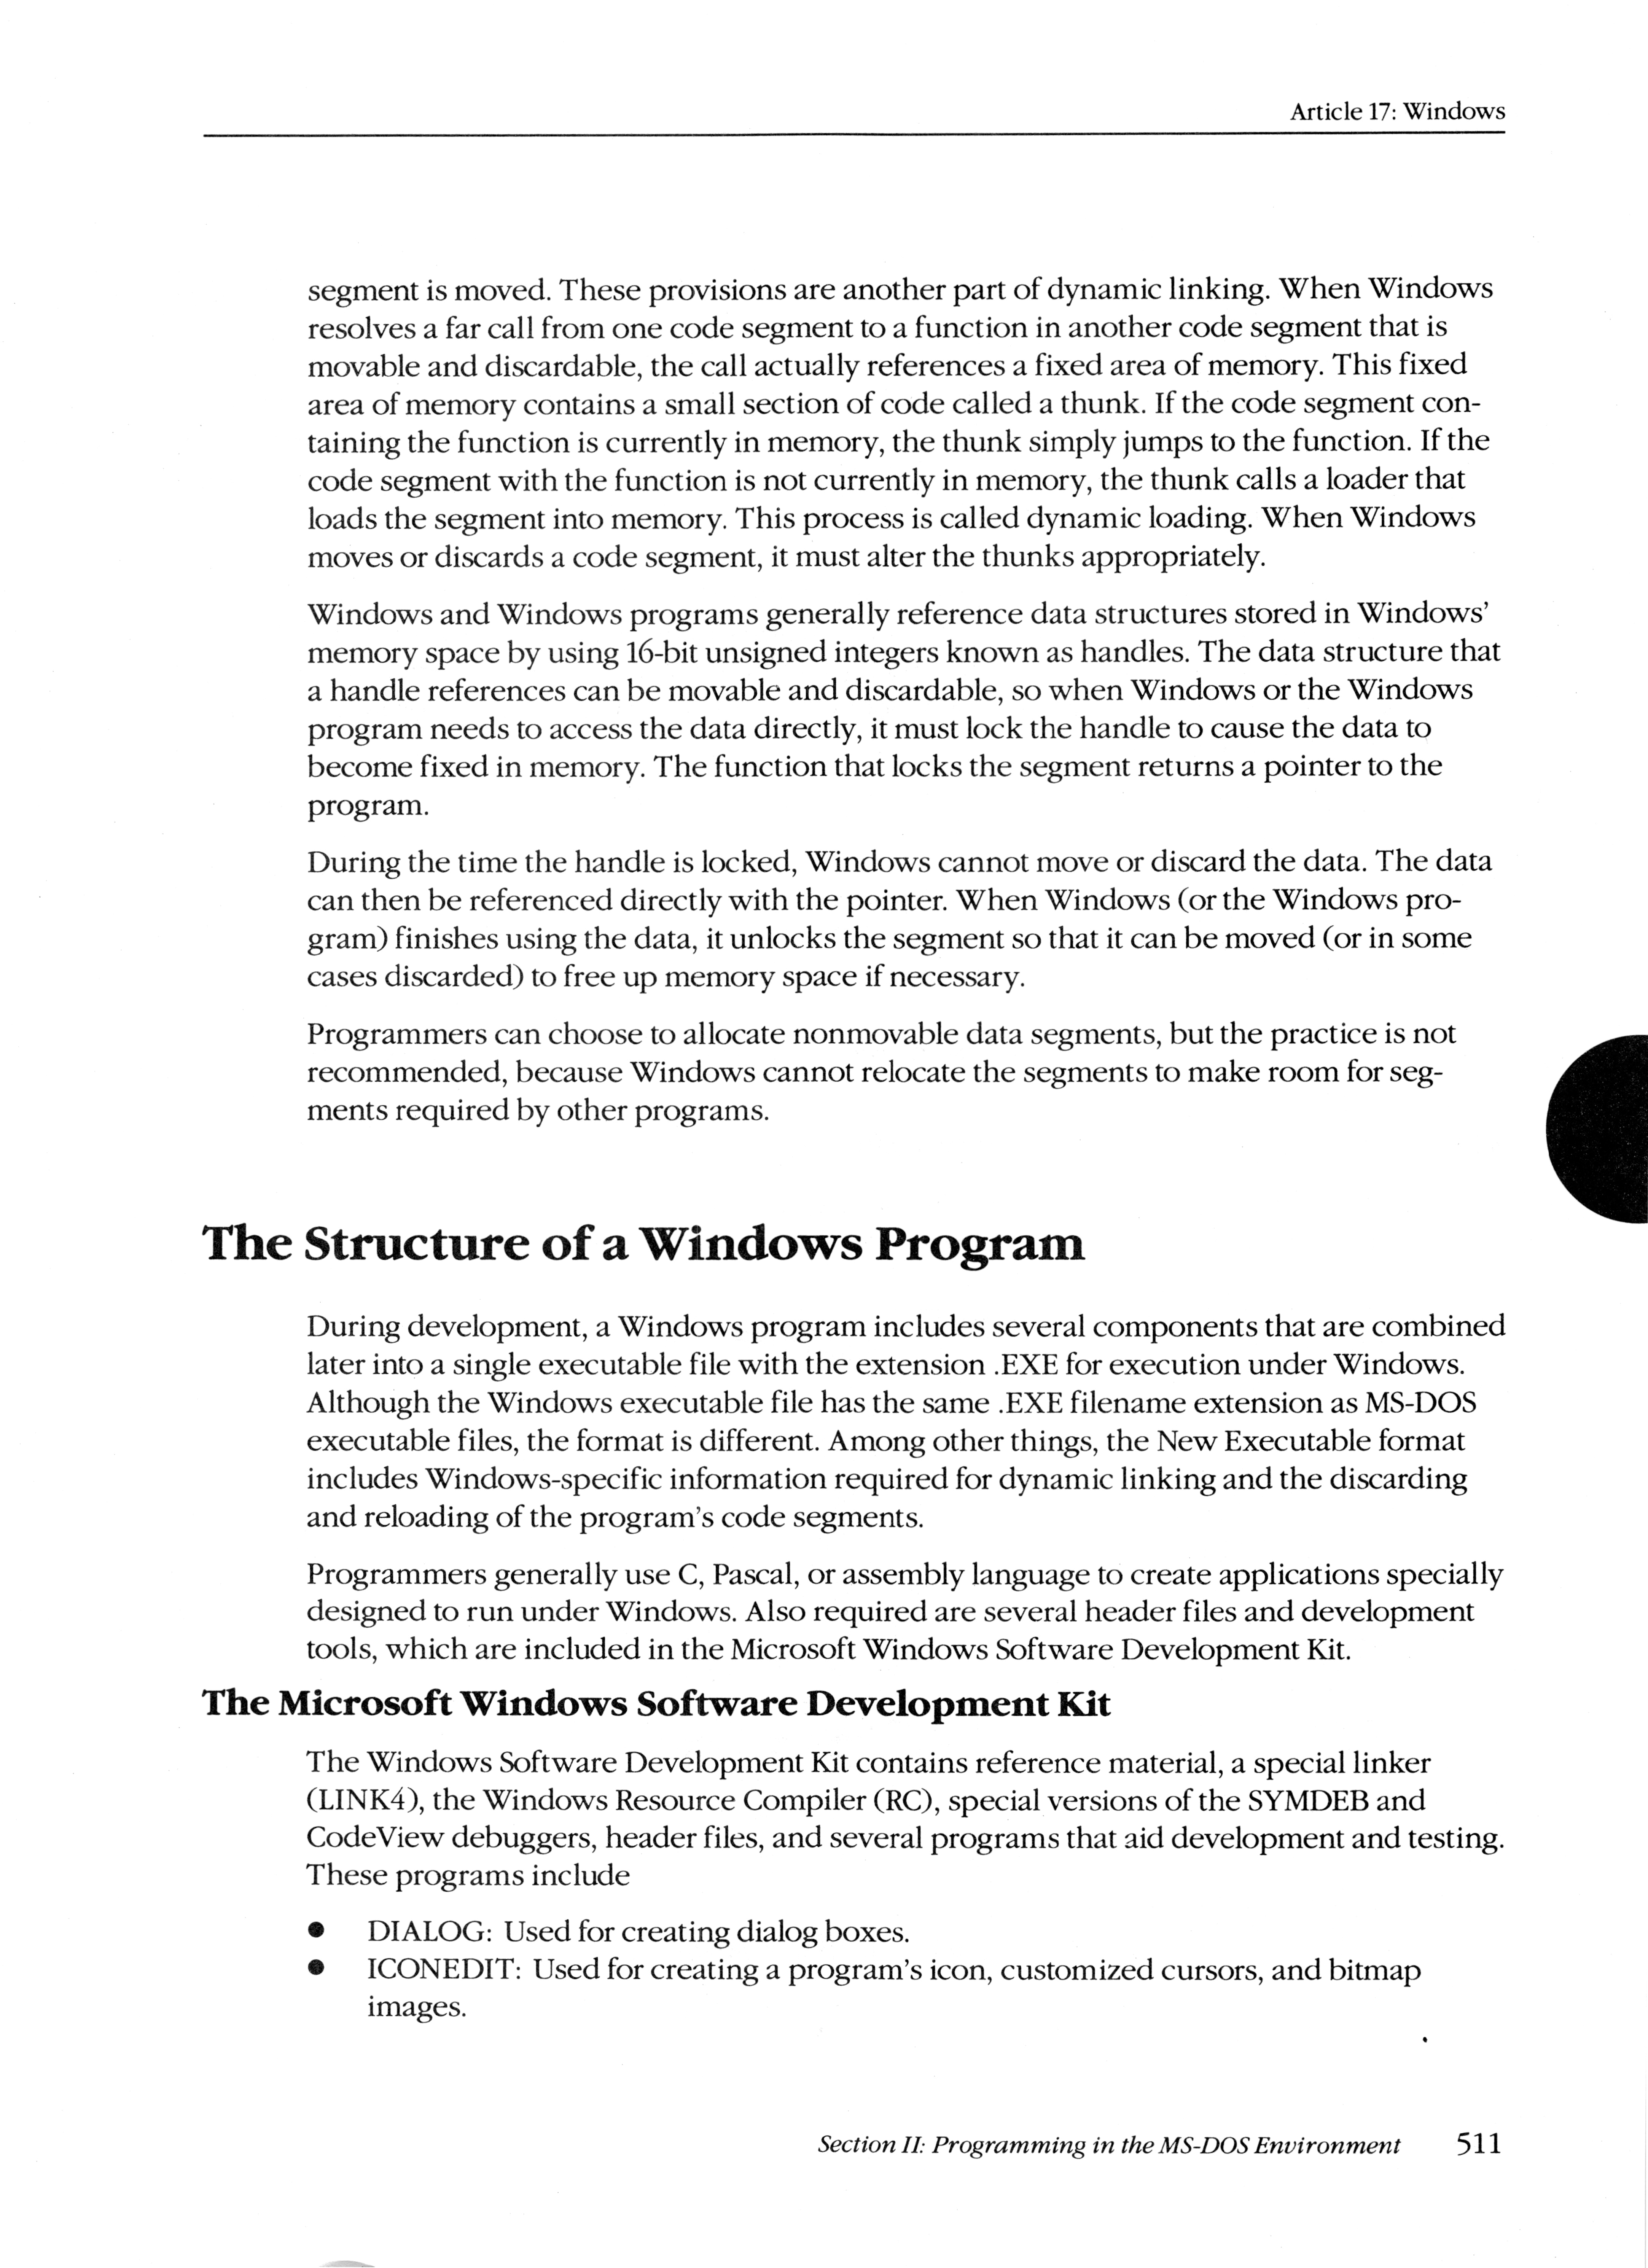 Article 17: Windows
segment is moved. These provisions are another part of dynamic linking. When Windows
resolves a far call from one code segment to a function in another code segment that is
movable and discardable, the call actually references a fixed area of memory. This fixed
area of memory contains a small section of code called a thunk. If the code segment con-
taining the function is currently in memory, the thunk simply jumps to the function. If the
code segment with the function is not currently in memory, the thunk calls a loader that
loads the segment into memory. This process is called dynamic loading. When Windows
moves or discards a code segment, it must alter the thunks appropriately.
Windows and Windows programs generally reference data structures stored in Windows’
memory space by using 16-bit unsigned integers known as handles. The data structure that
a handle references can be movable and discardable, so when Windows or the Windows
program needs to access the data directly, it must lock the handle to cause the data to
become fixed in memory. The function that locks the segment returns a pointer to the
program.
During the time the handle is locked, Windows cannot move or discard the data. The data
can then be referenced directly with the pointer. When Windows (or the Windows pro-
gram) finishes using the data, it unlocks the segment so that it can be moved (or in some
cases discarded) to free up memory space if necessary.
Programmers can choose to allocate nonmovable data segments, but the practice is not
recommended, because Windows cannot relocate the segments to make room for seg-
ments required by other programs.
The Structure of a Windows Program
During development, a Windows program includes several components that are combined
later into a single executable file with the extension .EXE for execution under Windows.
Although the Windows executable file has the same .EXE filename extension as MS-DOS
executable files, the format is different. Among other things, the New Executable format
includes Windows-specific information required for dynamic linking and the discarding
and reloading of the program’s code segments.
Programmers generally use C, Pascal, or assembly language to create applications specially
designed to run under Windows. Also required are several header files and development
tools, which are included in the Microsoft Windows Software Development Kit.
The Microsoft Windows Software Development Kit
The Windows Software Development Kit contains reference material, a special linker
(LINK4), the Windows Resource Compiler (RC), special versions of the SYMDEB and
CodeView debuggers, header files, and several programs that aid development and testing.
These programs include
● DIALOG: Used for creating dialog boxes.
● ICONEDIT: Used for creating a program’s icon, customized cursors, and bitmap
images.
Section II: Programming in the MS-DOS Environment 511